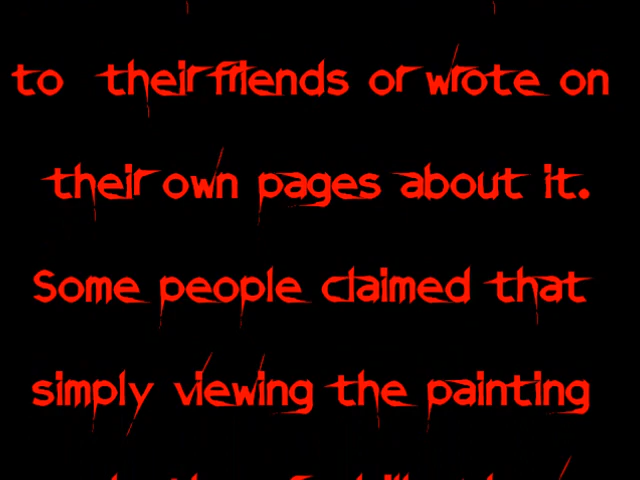 to their friends or wrote on
their own pages about it.
Some people claimed that
simply viewing the painting